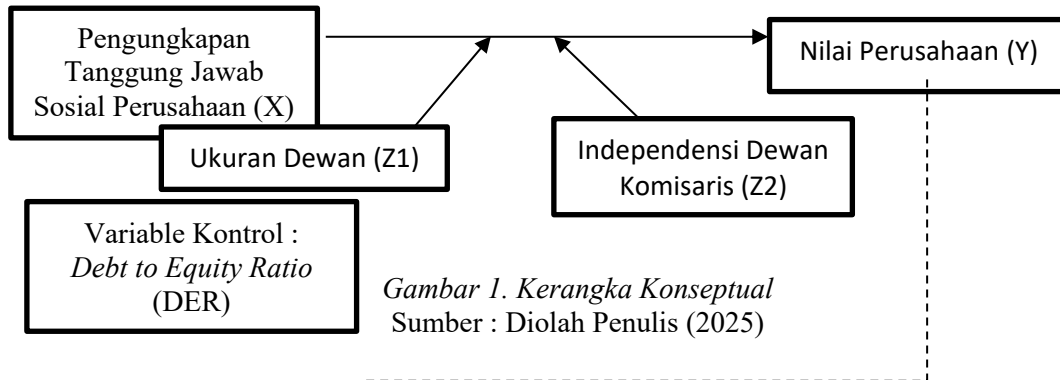 Pengungkapan
Tanggung Jawab
Sosial Perusahaan (X)
Nilai Perusahaan (Y)
Ukuran Dewan (Z1)
Independensi Dewan
Komisaris (Z2)
Variable Kontrol :
Debt to Equity Ratio
(DER)
Gambar 1. Kerangka Konseptual
Sumber : Diolah Penulis (2025)